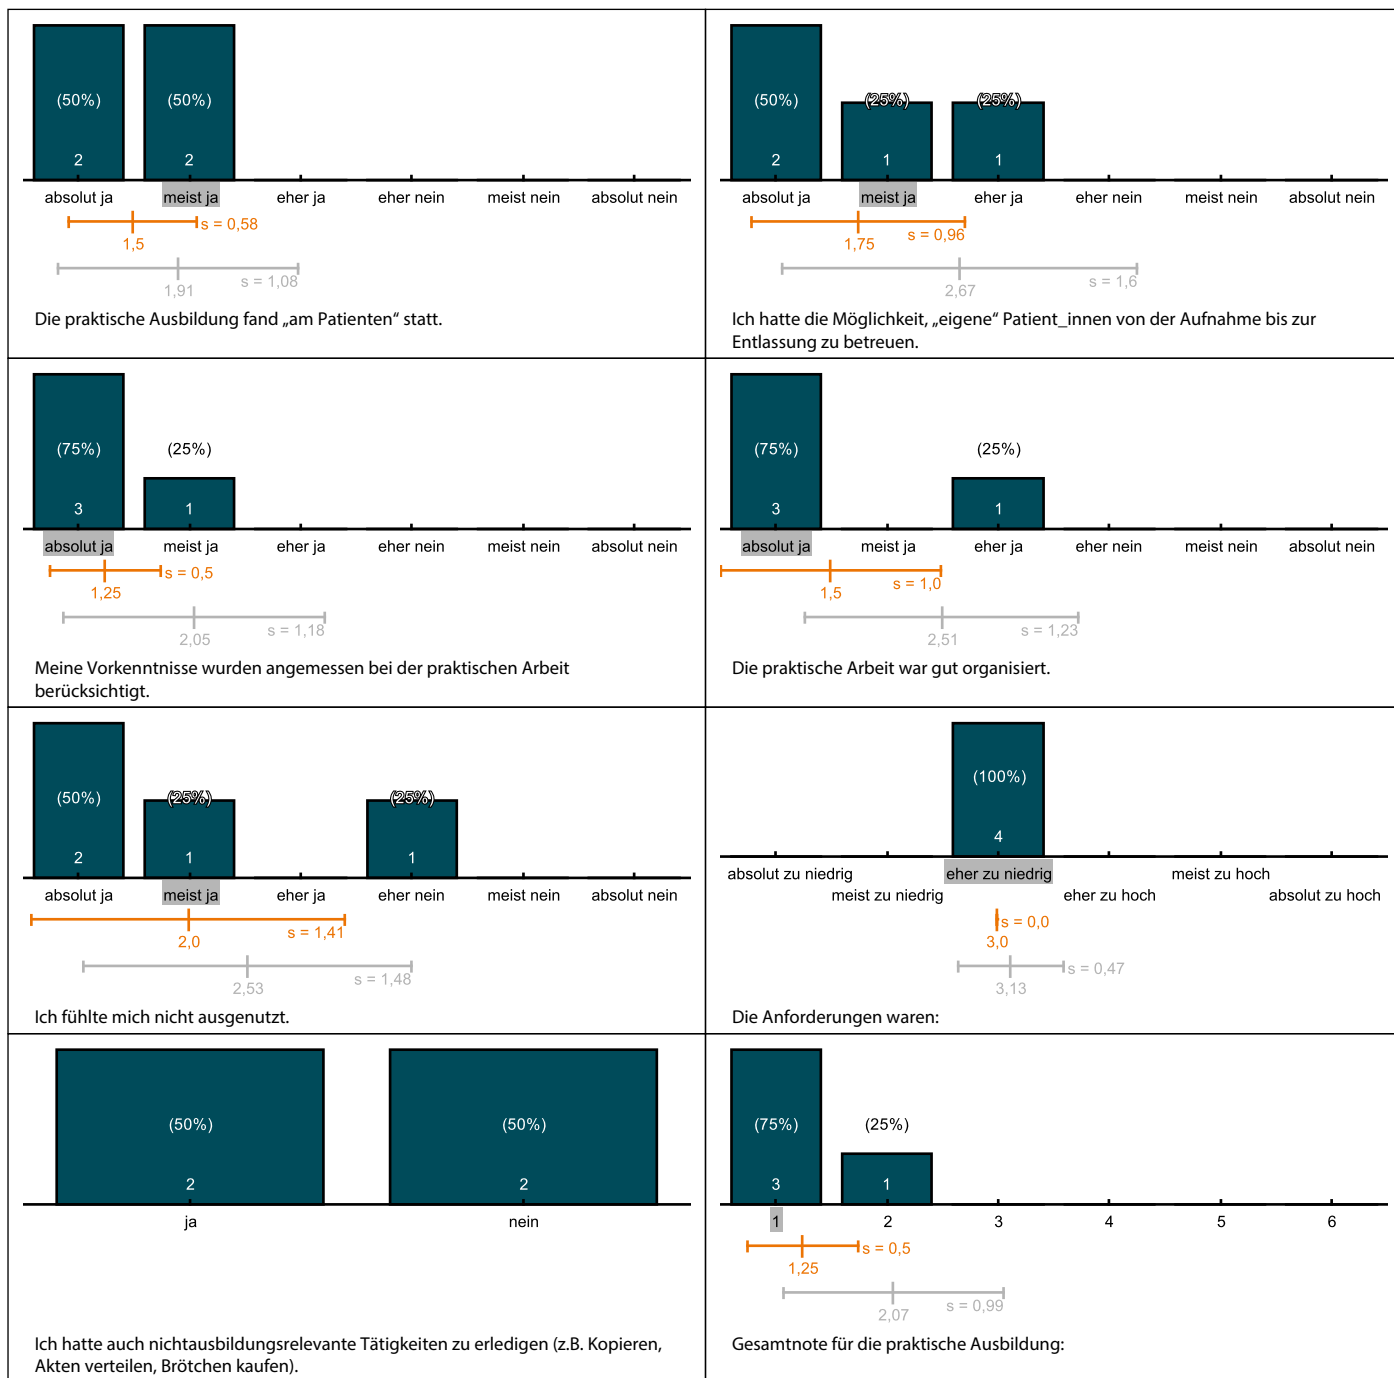 (50%) (50%)
2 2
absolut ja meist ja eher ja eher nein meist nein absolut nein
s = 0,58
1,5
s = 1,08
1,91
Die praktische Ausbildung fand „am Patienten“ statt.
(50%) (25%) (25%)
2 1 1
absolut ja meist ja eher ja eher nein meist nein absolut nein
s = 0,96
1,75
s = 1,6
2,67
Ich hatte die Möglichkeit, „eigene“ Patient_innen von der Aufnahme bis zur
Entlassung zu betreuen.
(75%) (25%)
3 1
absolut ja meist ja eher ja eher nein meist nein absolut nein
s = 0,5
1,25
s = 1,18
2,05
Meine Vorkenntnisse wurden angemessen bei der praktischen Arbeit
berücksichtigt.
(75%) (25%)
3 1
absolut ja meist ja eher ja eher nein meist nein absolut nein
s = 1,0
1,5
s = 1,23
2,51
Die praktische Arbeit war gut organisiert.
(50%) (25%) (25%)
2 1 1
absolut ja meist ja eher ja eher nein meist nein absolut nein
s = 1,41
2,0
s = 1,48
2,53
Ich fühlte mich nicht ausgenutzt.
(100%)
4
absolut zu niedrig eher zu niedrig meist zu hoch
meist zu niedrig eher zu hoch absolut zu hoch
s = 0,0
3,0
s = 0,47
3,13
Die Anforderungen waren:
(50%) (50%)
2 2
ja nein
Ich hatte auch nichtausbildungsrelevante Tätigkeiten zu erledigen (z.B. Kopieren,
Akten verteilen, Brötchen kaufen).
(75%) (25%)
3 1
1 2 3 4 5 6
s = 0,5
1,25
s = 0,99
2,07
Gesamtnote für die praktische Ausbildung: